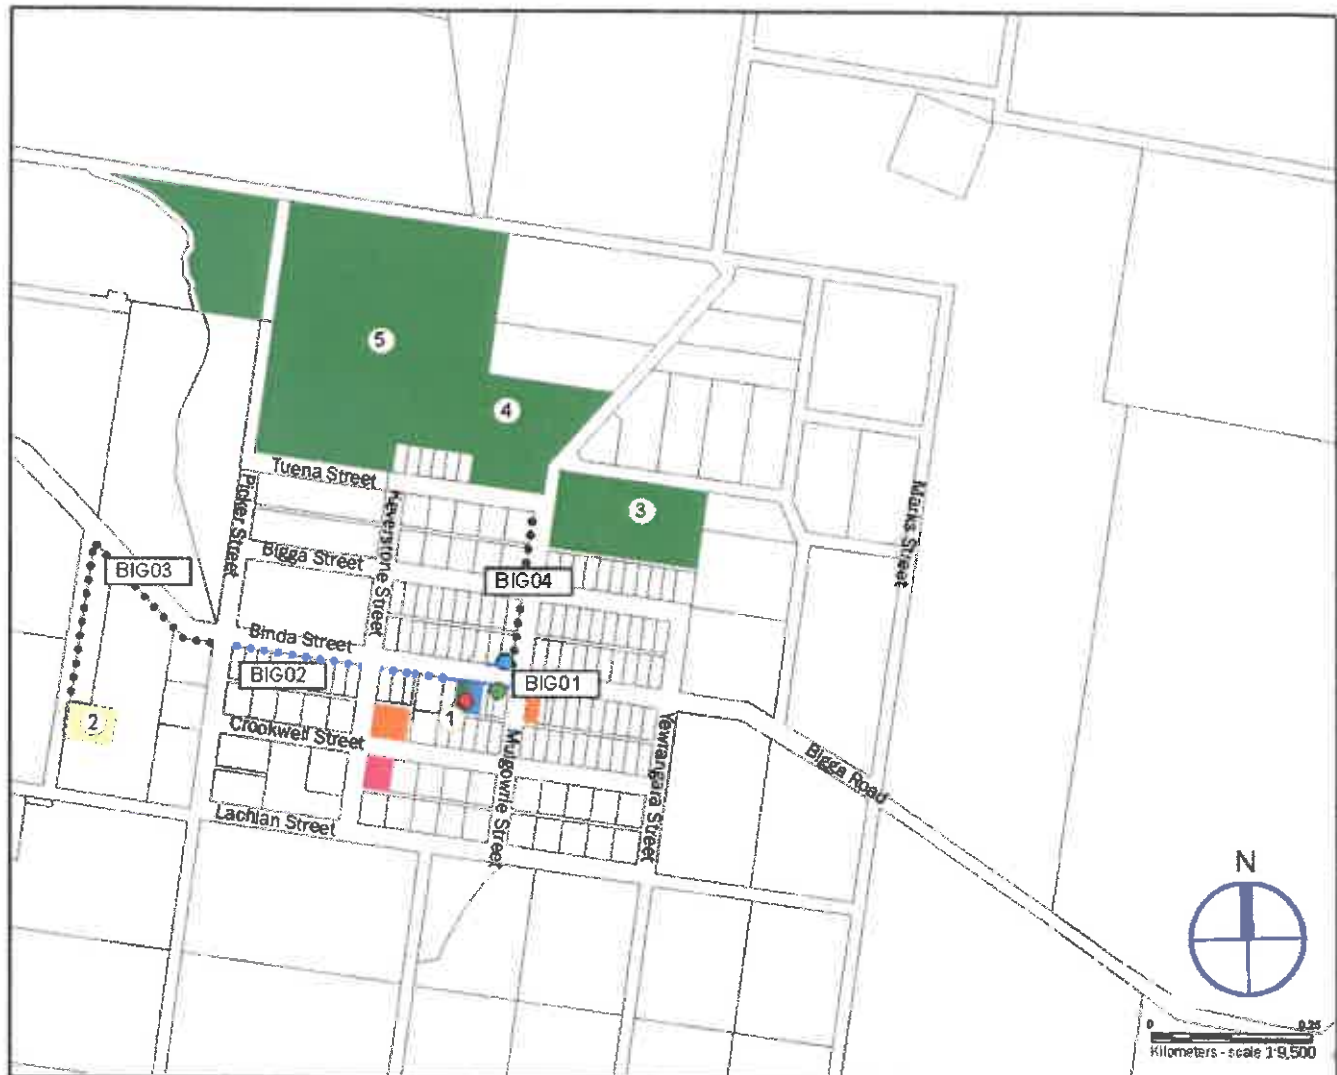 5
4
3
Tuena Street
Picker Street
Keverstone Street
Marks Street
Bigga Street
BIG03
BIG04
Binda Street
BIG02
BIG01
2
1
Crookwell Street
Mulgowrie Street
Yewrangara Street
Bigga Road
Lachlan Street
N
0 0.25
Kilometers - scale 1:9,500